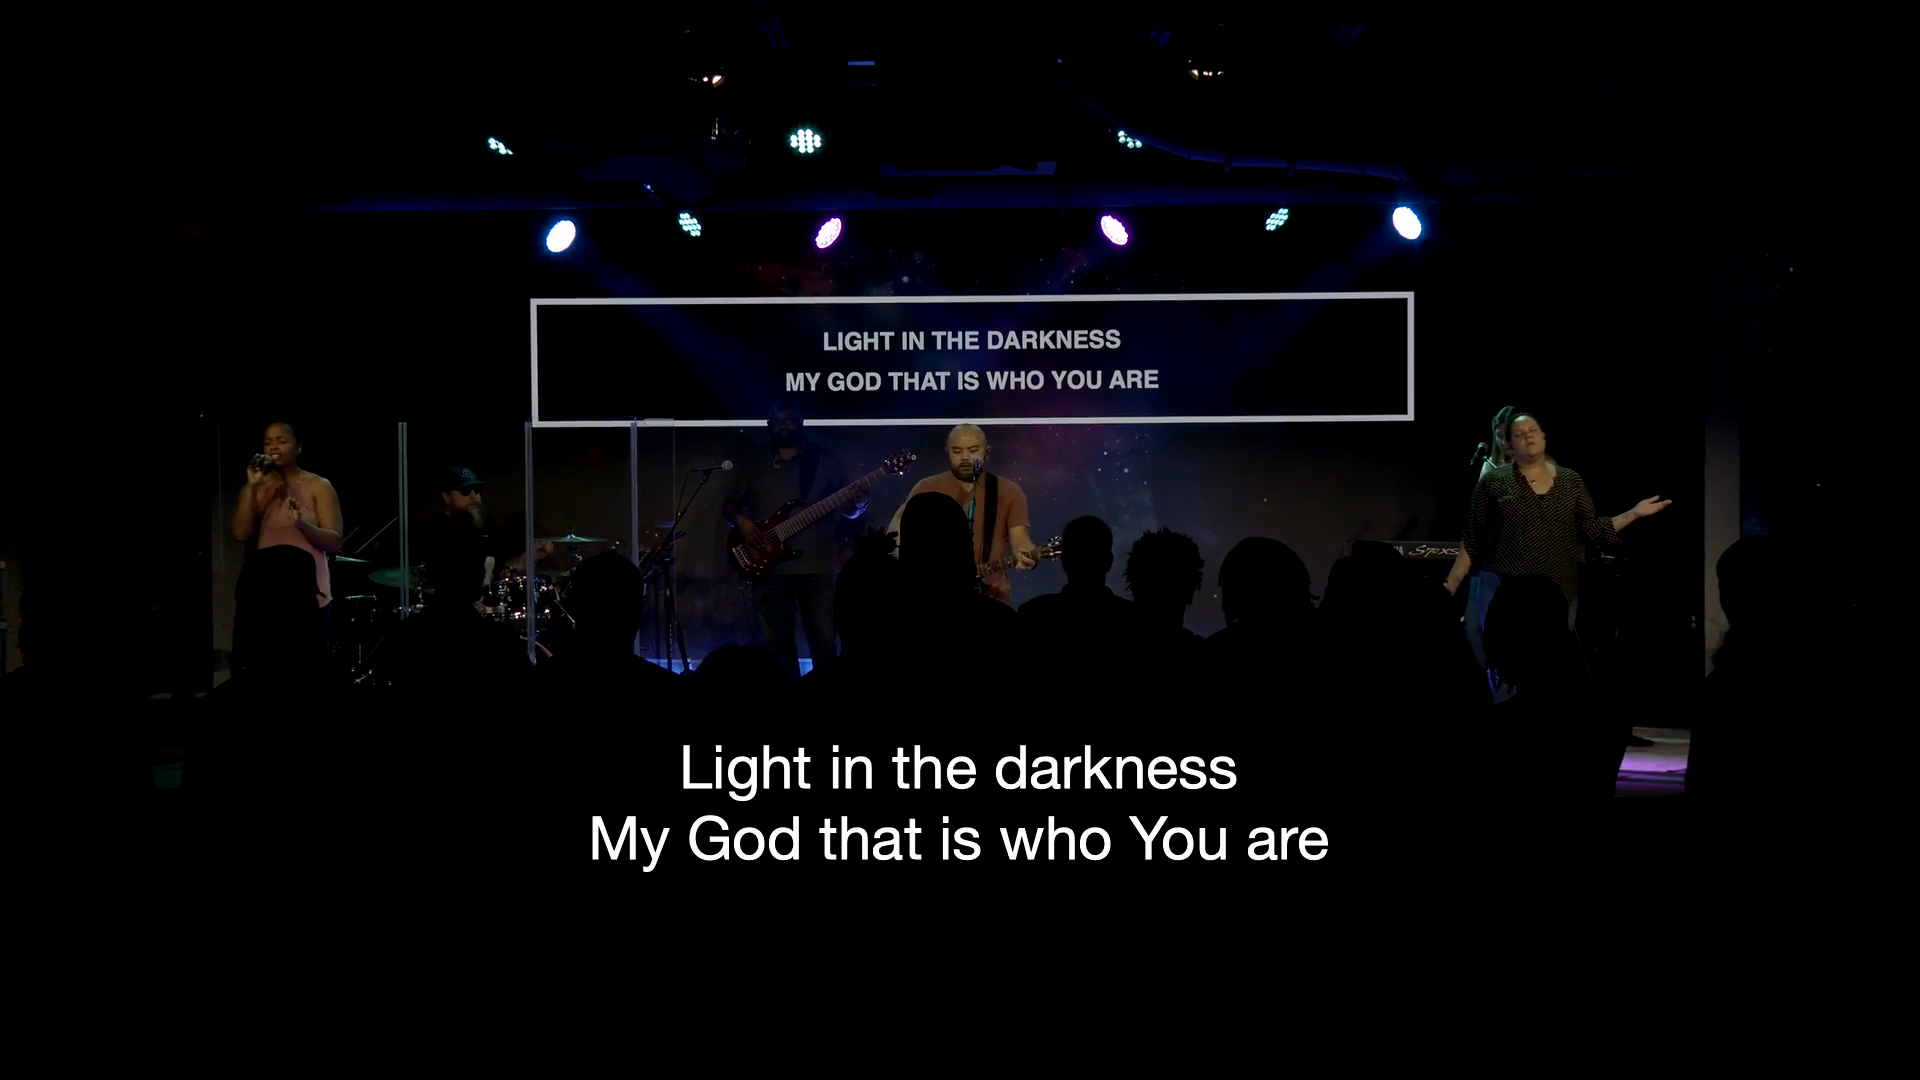 LIGHT IN THE DARKNESS
MY GOD THAT IS WHO YOU ARE
S70XS
Light in the darkness
My God that is who You are